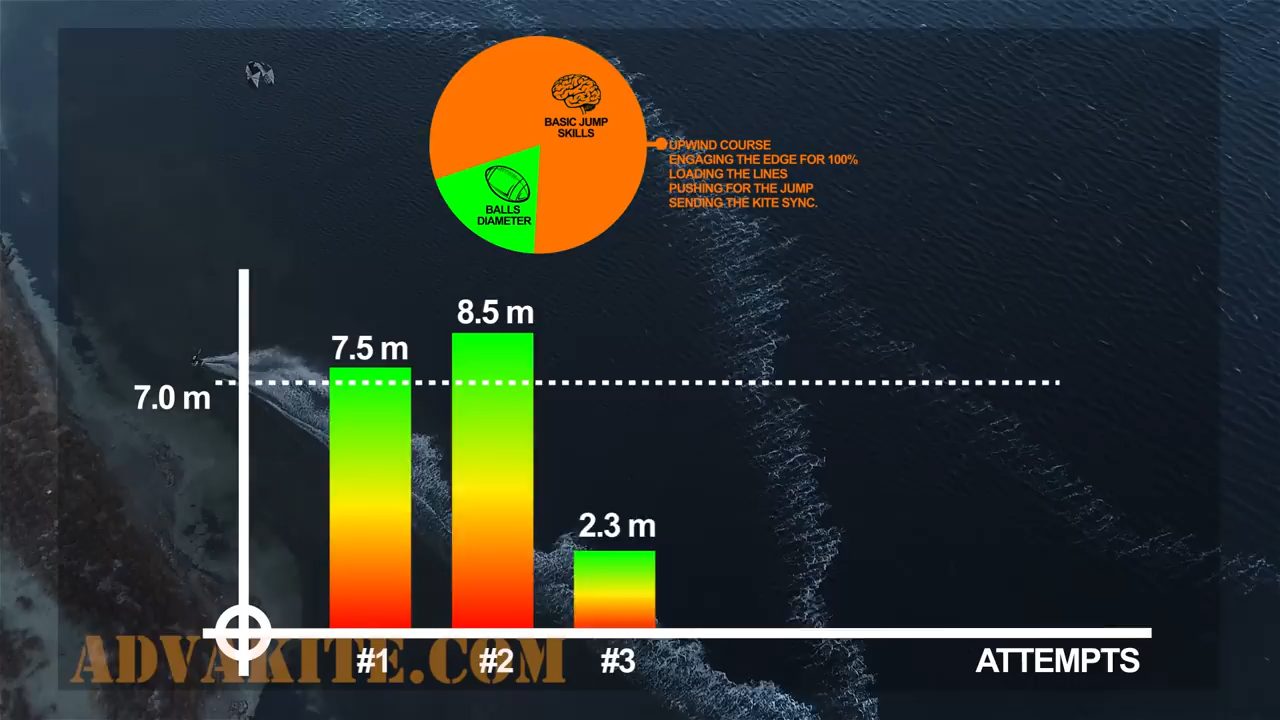 BASIC JUMP
SKILLS
UPWIND COURSE
ENGAGING THE EDGE FOR 100%
LOADING THE LINES
PUSHING FOR THE JUMP
SENDING THE KITE SYNC.
BALLS
DIAMETER
8.5 m
7.5 m
7.0 m
2.3 m
ADVAKITE.COM
#1
#2
#3
ATTEMPTS